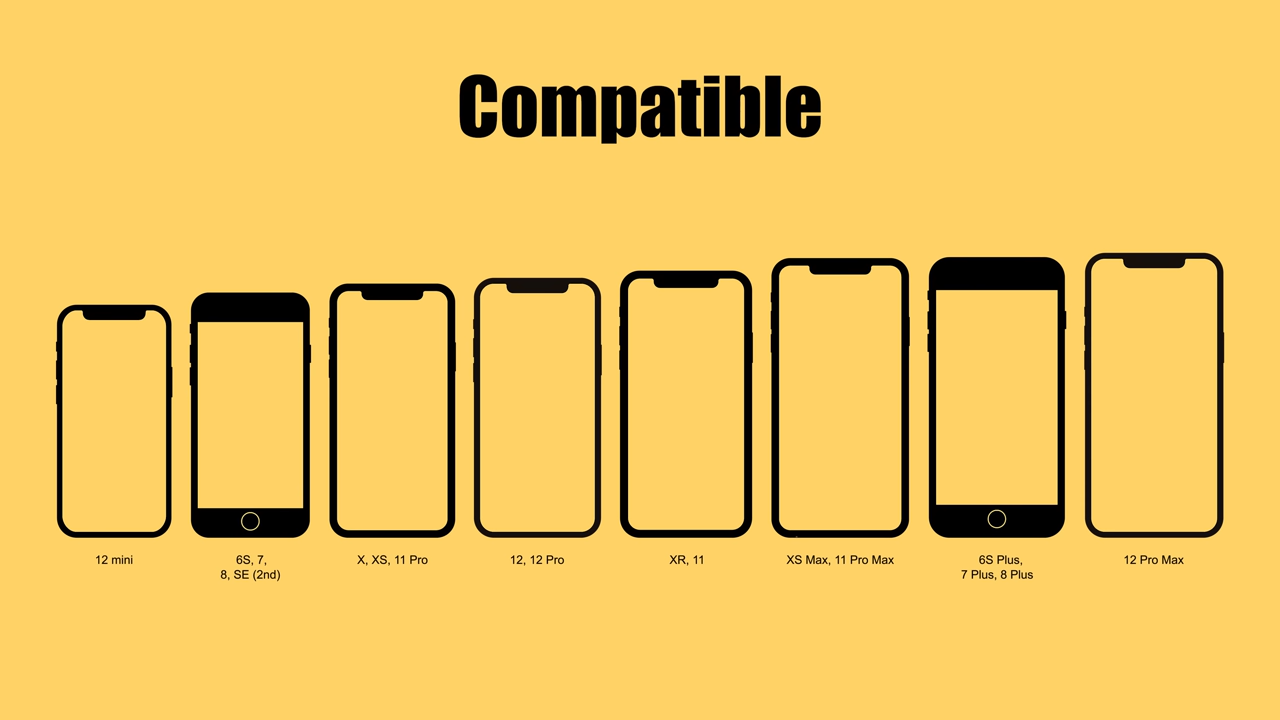 Compatible
12 mini
6S, 7,
8, SE (2nd)
X, XS, 11 Pro
12, 12 Pro
XR, 11
XS Max, 11 Pro Max
6S Plus,
7 Plus, 8 Plus
12 Pro Max